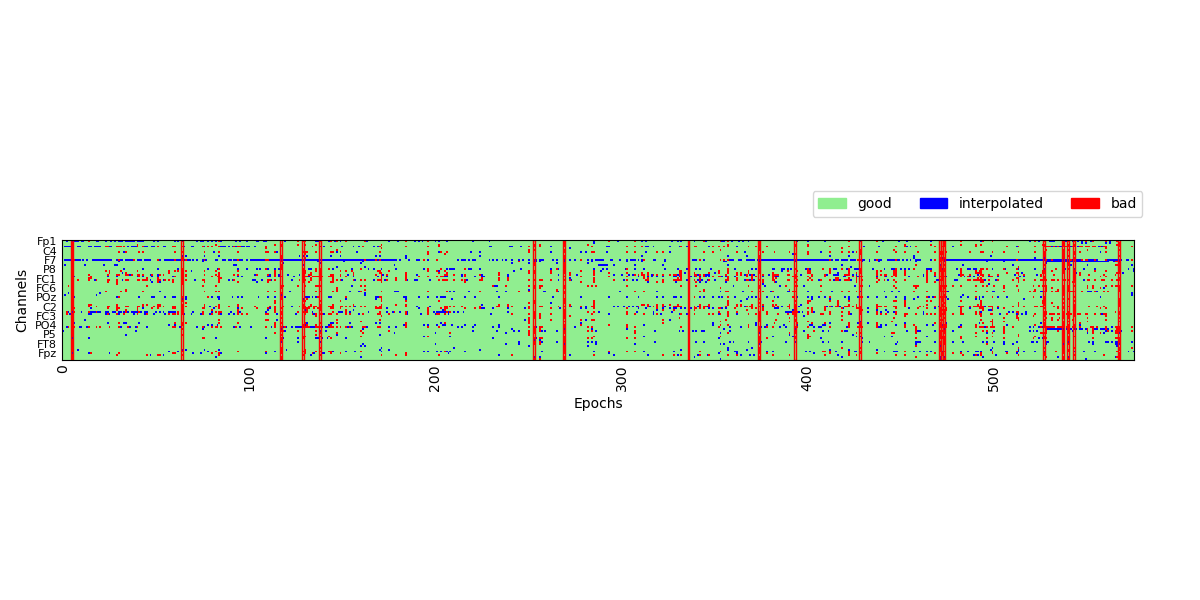 good interpolated bad
Fp1
C4
F7
P8
FC1
FC6
POz
C2
FC3
PO4
P5
FT8
Fpz
Channels
0 100 200 300 400 500
Epochs